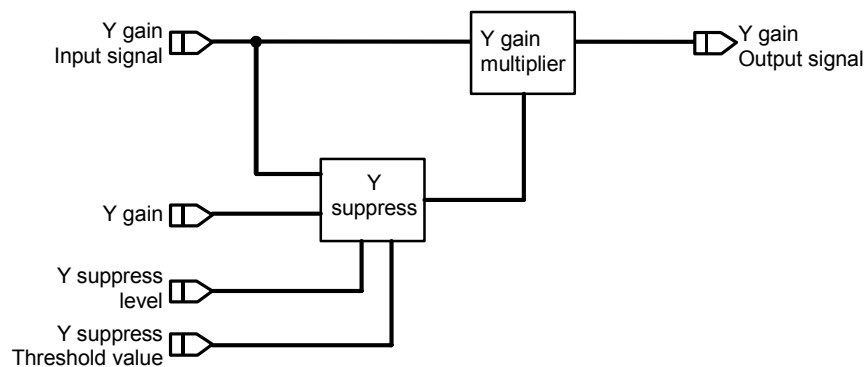 Y gain
Input signal
Y gain
multiplier
Y gain
Output signal
Y
suppress
Y gain
Y suppress
level
Y suppress
Threshold value